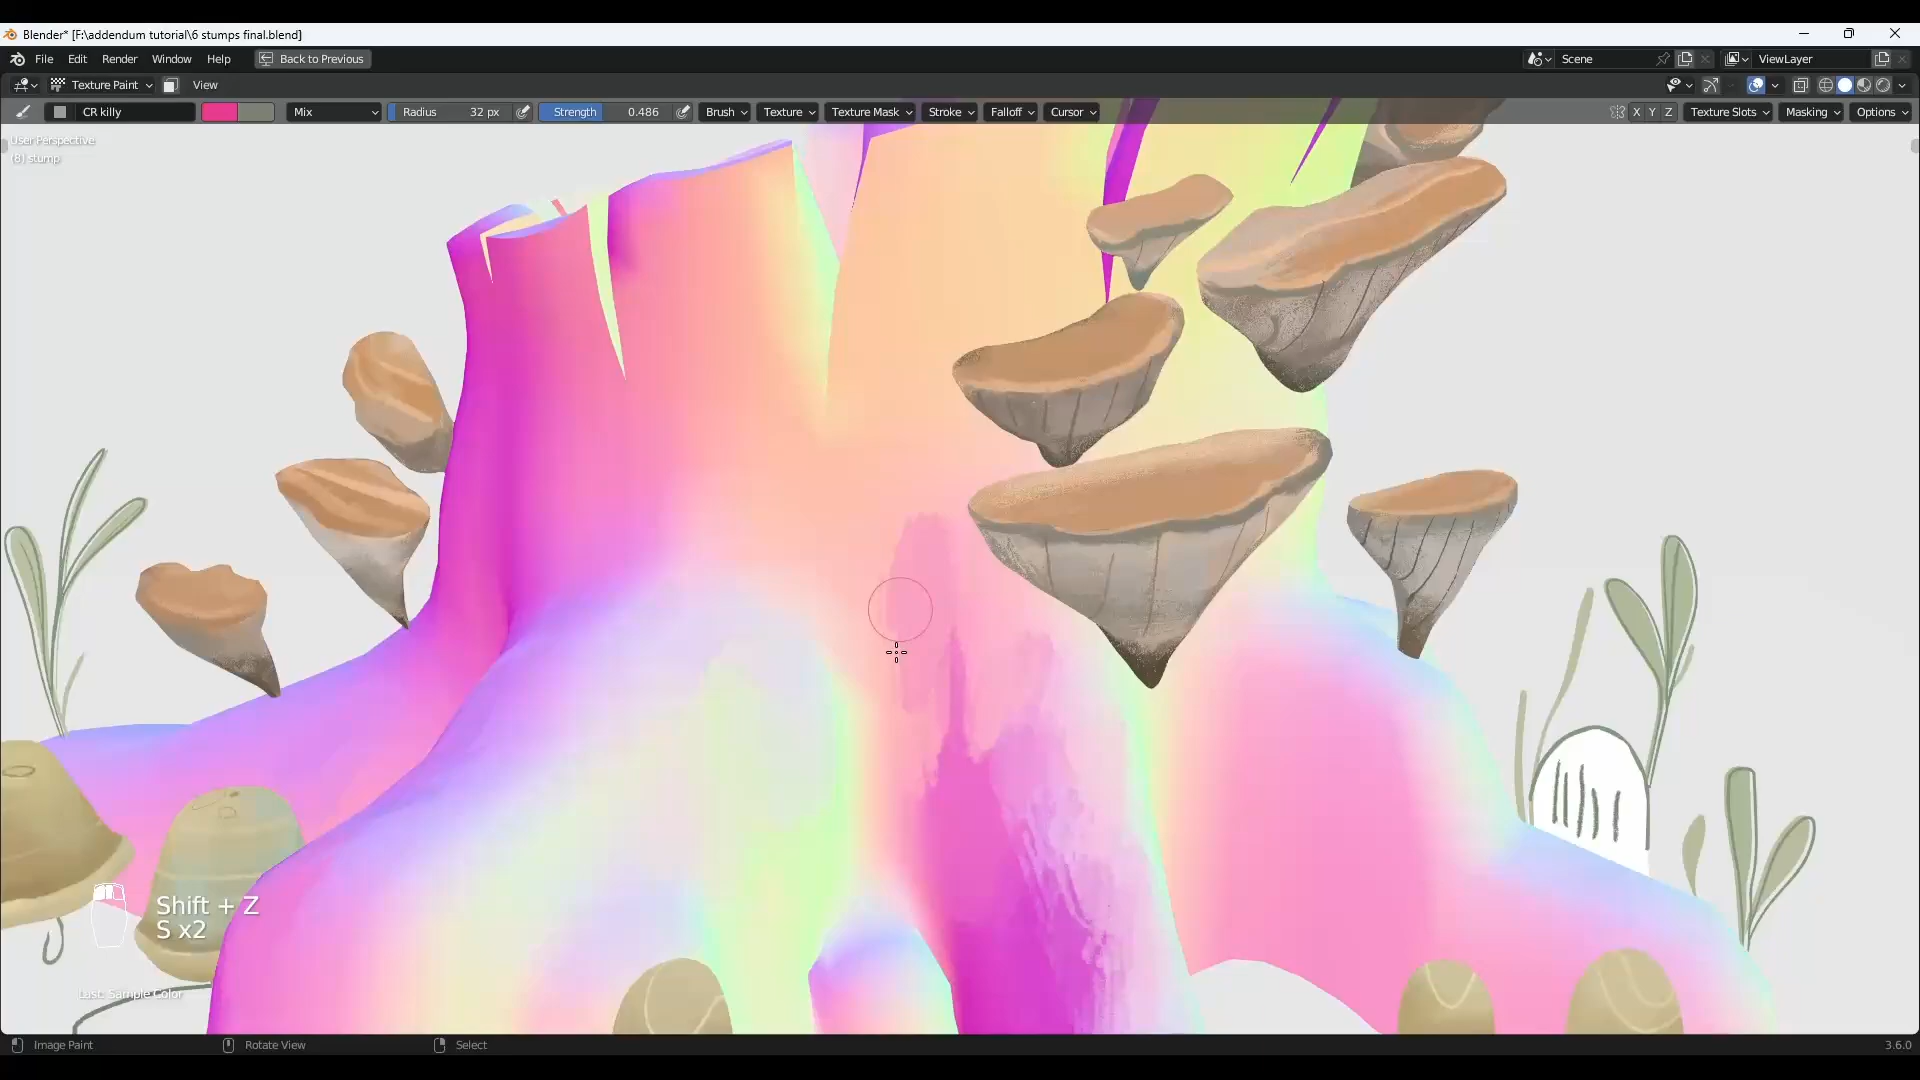 Blender* [F:\addendum tutorial\6 stumps final.blend]
File Edit Render Window Help Back to Previous Scene ViewLayer
Texture Paint View
CR killy Mix Radius 32 px Strength 0.486 Brush Texture Texture Mask Stroke Falloff Cursor X Y Z Texture Slots Masking Options
User Perspective
(8) stump
Shift + Z
S x2
Last: Sample Color
Image Paint Rotate View Select 3.6.0